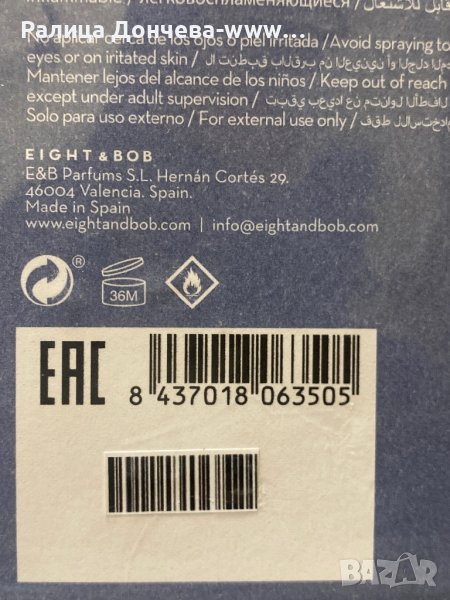 Ралица Дончева-www...
inflammable / Легковоспламеняющиеся / قابل للاشتعال
No aplicar cerca de los ojos o piel irritada / Avoid spraying to
eyes or on irritated skin /
Mantener lejos del alcance de los niños / Keep out of reach
except under adult supervision /
Solo para uso externo / For external use only /
EIGHT & BOB
E&B Parfums S.L. Hernán Cortés 29.
46004 Valencia. Spain.
Made in Spain
www.eightandbob.com | info@eightandbob.com
®
36M
EAC
8 437018 063505
BAZAR